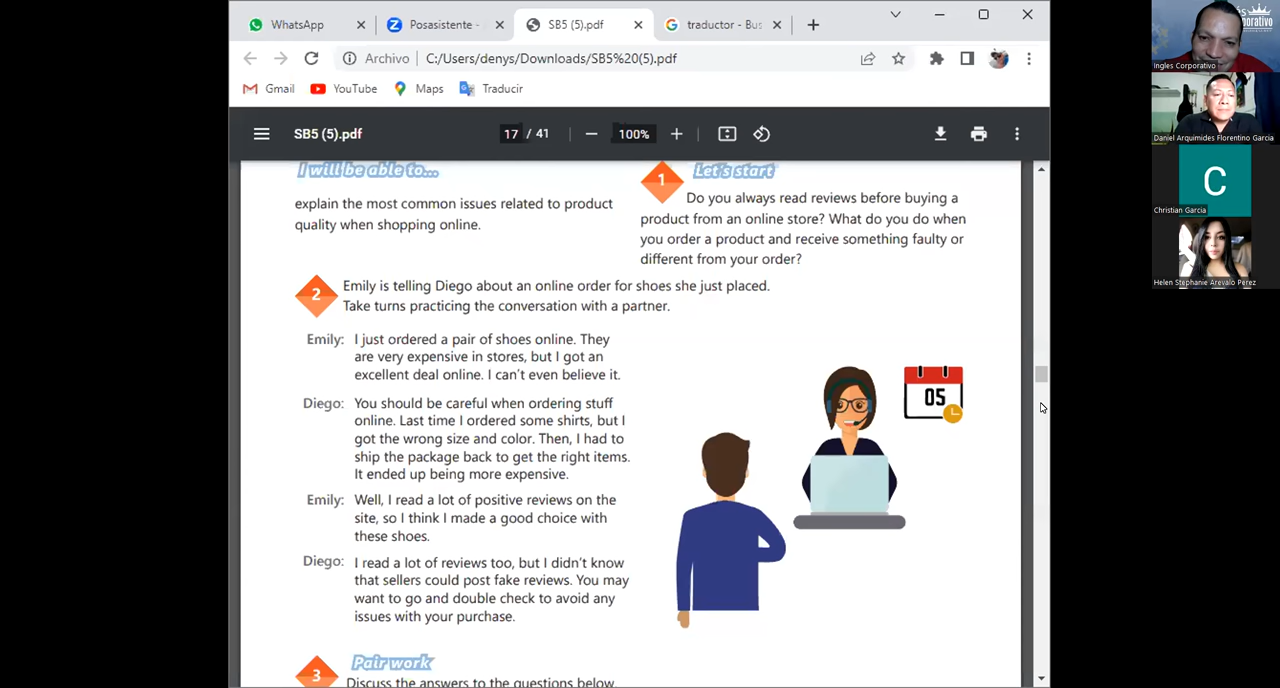 WhatsApp
Posasistente -
SB5 (5).pdf
traductor - Bus
Archivo
C:/Users/denys/Downloads/SB5%20(5).pdf
Gmail
YouTube
Maps
Traducir
SB5 (5).pdf
17 / 41
100%
I will be able to...
explain the most common issues related to product
quality when shopping online.
1
Let's start
Do you always read reviews before buying a
product from an online store? What do you do when
you order a product and receive something faulty or
different from your order?
2
Emily is telling Diego about an online order for shoes she just placed.
Take turns practicing the conversation with a partner.
Emily: I just ordered a pair of shoes online. They
are very expensive in stores, but I got an
excellent deal online. I can't even believe it.
Diego: You should be careful when ordering stuff
online. Last time I ordered some shirts, but I
got the wrong size and color. Then, I had to
ship the package back to get the right items.
It ended up being more expensive.
Emily: Well, I read a lot of positive reviews on the
site, so I think I made a good choice with
these shoes.
Diego: I read a lot of reviews too, but I didn't know
that sellers could post fake reviews. You may
want to go and double check to avoid any
issues with your purchase.
05
3
Pair work
Discuss the answers to the questions below.
Ingles Corporativo
Daniel Arquimides Florentino Garcia
C
Christian Garcia
Helen Stephanie Arevalo Perez